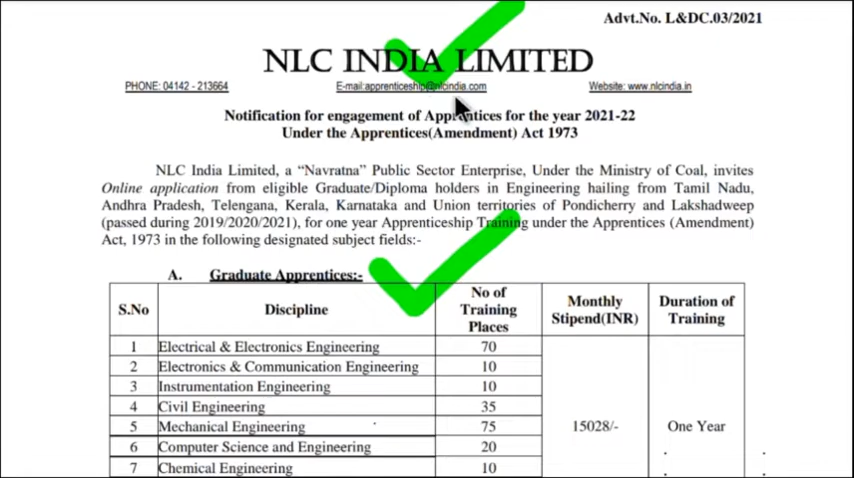 Advt.No. L&DC.03/2021
NLC INDIA LIMITED
PHONE: 04142 - 213664 E-mail:apprenticeship@nlcindia.com Website: www.nlcindia.in
Notification for engagement of Apprentices for the year 2021-22
Under the Apprentices(Amendment) Act 1973
NLC India Limited, a “Navratna” Public Sector Enterprise, Under the Ministry of Coal, invites
Online application from eligible Graduate/Diploma holders in Engineering hailing from Tamil Nadu,
Andhra Pradesh, Telengana, Kerala, Karnataka and Union territories of Pondicherry and Lakshadweep
(passed during 2019/2020/2021), for one year Apprenticeship Training under the Apprentices (Amendment)
Act, 1973 in the following designated subject fields:-
A. Graduate Apprentices:-
S.No Discipline No of Training Places Monthly Stipend(INR) Duration of Training
1 Electrical & Electronics Engineering 70
2 Electronics & Communication Engineering 10
3 Instrumentation Engineering 10
4 Civil Engineering 35
5 Mechanical Engineering 75 15028/- One Year
6 Computer Science and Engineering 20
7 Chemical Engineering 10